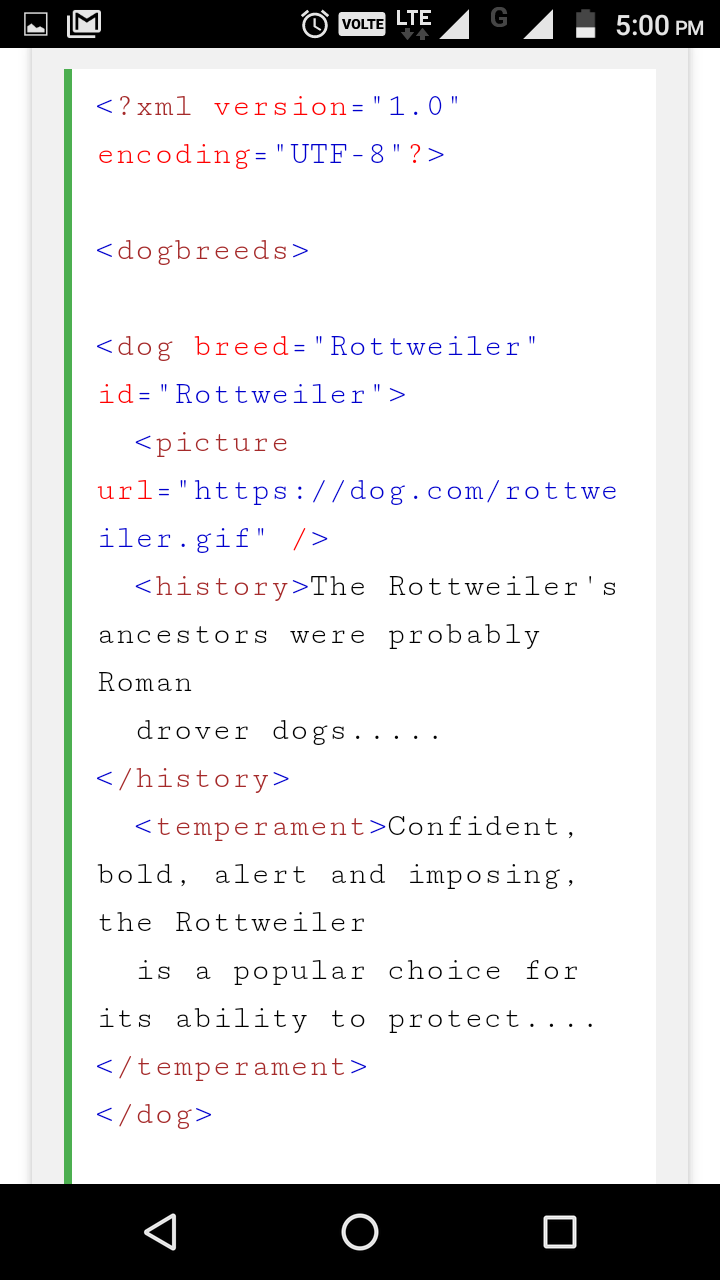 VOLTE LTE G 5:00 PM
<?xml version="1.0"
encoding="UTF-8"?>
<dogbreeds>
<dog breed="Rottweiler"
id="Rottweiler">
<picture
url="https://dog.com/rottwe
iler.gif" />
<history>The Rottweiler's
ancestors were probably
Roman
drover dogs.....
</history>
<temperament>Confident,
bold, alert and imposing,
the Rottweiler
is a popular choice for
its ability to protect....
</temperament>
</dog>